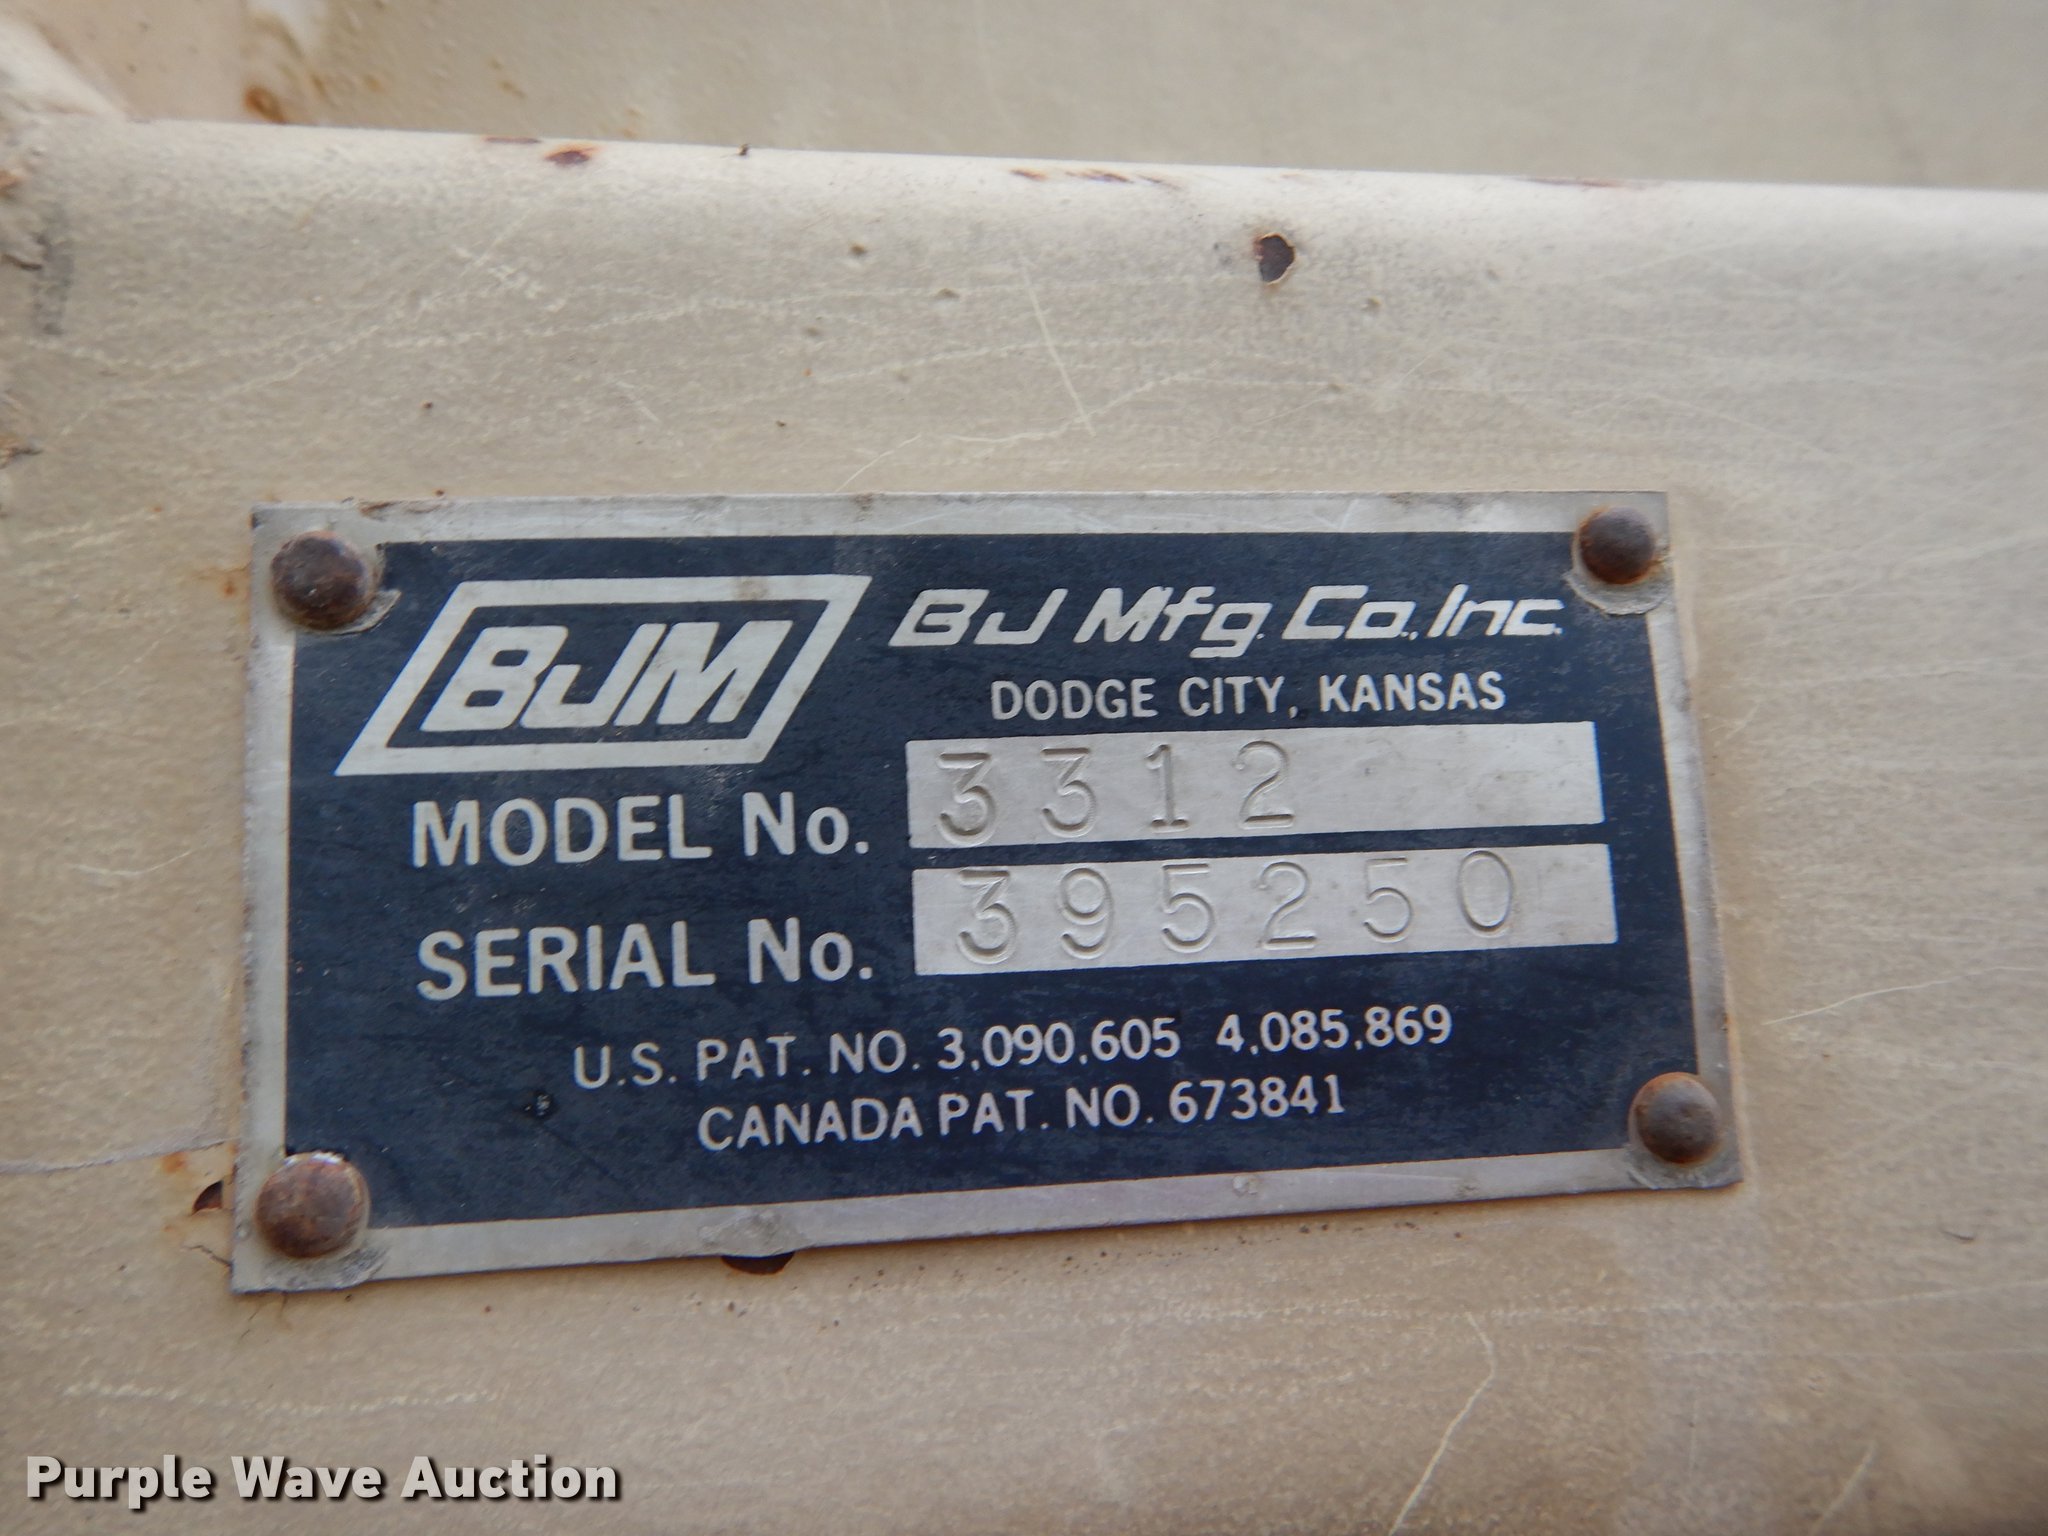 BJM
BJ Mfg. Co., Inc.
DODGE CITY, KANSAS
MODEL No. 3312
SERIAL No. 395250
U.S. PAT. NO. 3,090,605 4,085,869
CANADA PAT. NO. 673841
Purple Wave Auction